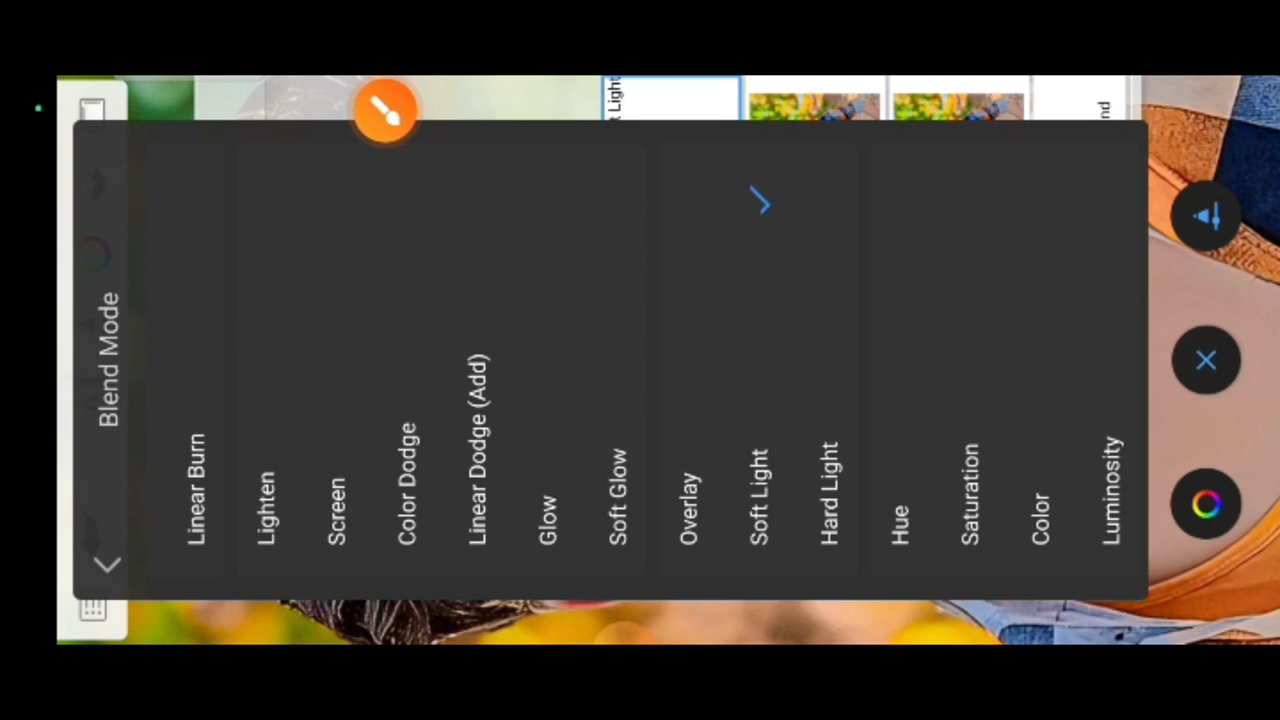 Blend Mode
Linear Burn
Lighten
Screen
Color Dodge
Linear Dodge (Add)
Glow
Soft Glow
Overlay
Soft Light
Hard Light
Hue
Saturation
Color
Luminosity
Light